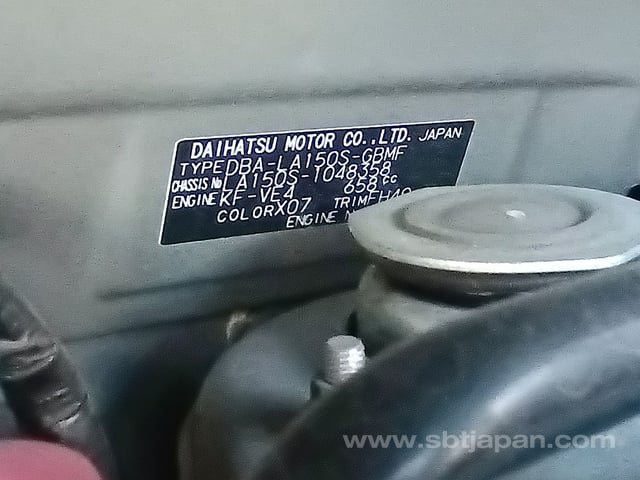 DAIHATSU MOTOR CO.,LTD. JAPAN
TYPE DBA-LA150S-GBMF
CHASSIS No LA150S-1048358
ENGINE KF-VE4 658 cc
COLOR X07 TRIM
ENGINE
www.sbtjapan.com